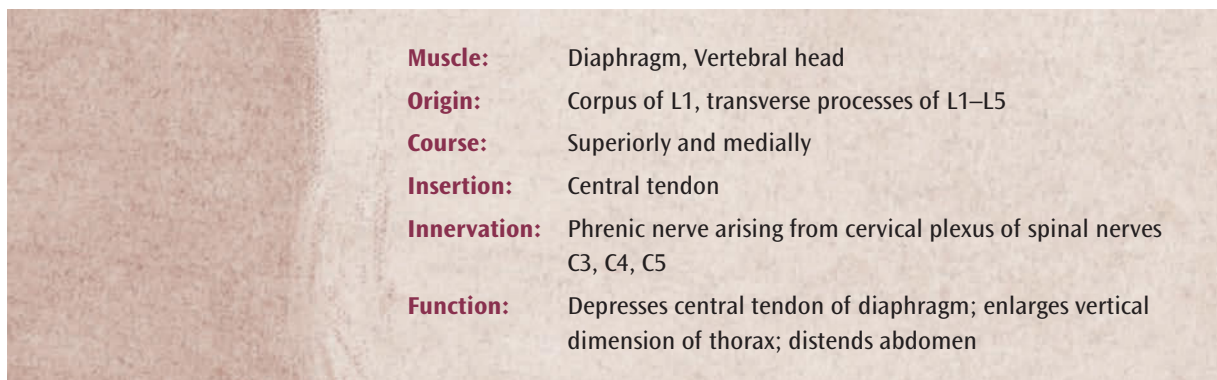 Muscle: Diaphragm, Vertebral head
Origin: Corpus of L1, transverse processes of L1–L5
Course: Superiorly and medially
Insertion: Central tendon
Innervation: Phrenic nerve arising from cervical plexus of spinal nerves
C3, C4, C5
Function: Depresses central tendon of diaphragm; enlarges vertical
dimension of thorax; distends abdomen